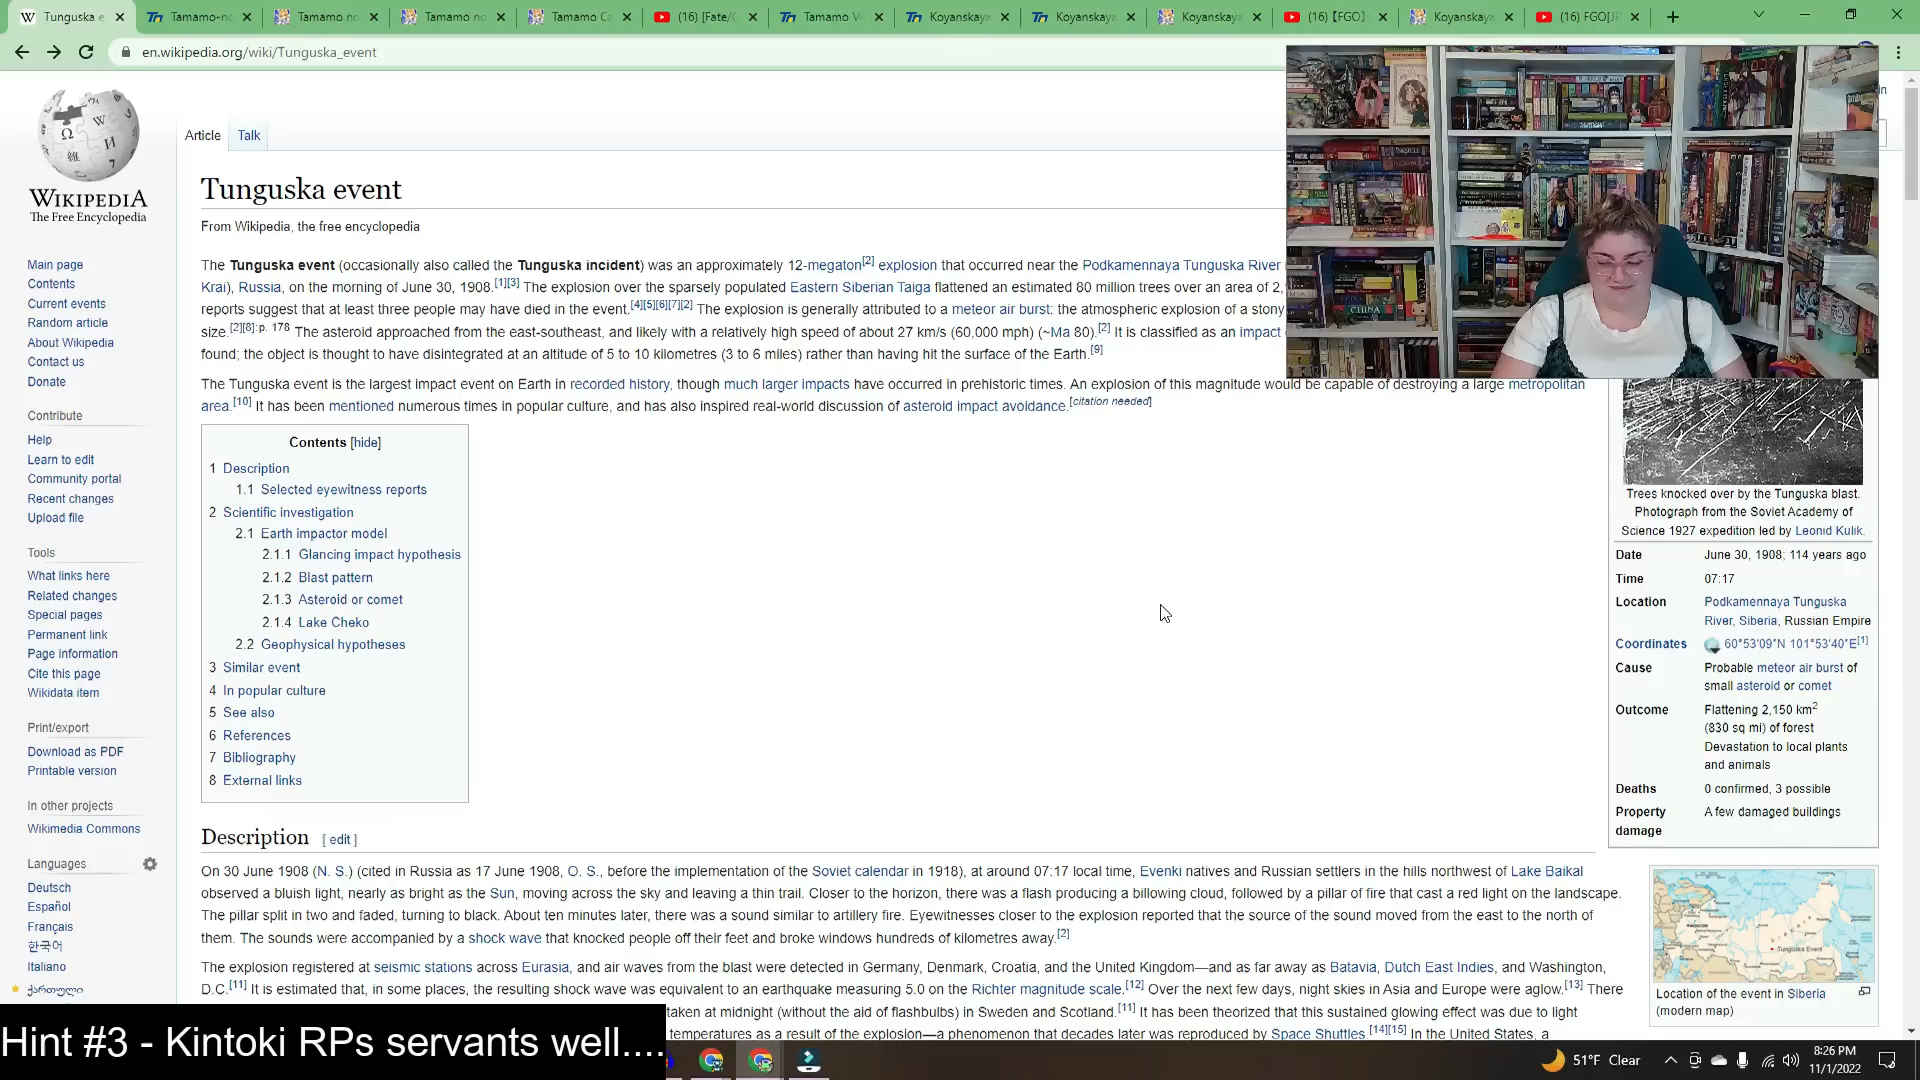 Tunguska e
Tamamo-no
Tamamo no
Tamamo no
Tamamo Ca
(16) [Fate/G
Tamamo Vi
Koyanskaya
Koyanskaya
Koyanskay
(16) 【FGO】
Koyanskay
(16) FGO[JP
en.wikipedia.org/wiki/Tunguska_event
WIKIPEDIA
The Free Encyclopedia
Main page
Contents
Current events
Random article
About Wikipedia
Contact us
Donate
Contribute
Help
Learn to edit
Community portal
Recent changes
Upload file
Tools
What links here
Related changes
Special pages
Permanent link
Page information
Cite this page
Wikidata item
Print/export
Download as PDF
Printable version
In other projects
Wikimedia Commons
Languages
Deutsch
Español
Français
한국어
Italiano
ქართული
Article Talk
Tunguska event
From Wikipedia, the free encyclopedia
The Tunguska event (occasionally also called the Tunguska incident) was an approximately 12-megaton[2] explosion that occurred near the Podkamennaya Tunguska River
Krai), Russia, on the morning of June 30, 1908.[1][3] The explosion over the sparsely populated Eastern Siberian Taiga flattened an estimated 80 million trees over an area of 2,
reports suggest that at least three people may have died in the event.[4][5][6][7][2] The explosion is generally attributed to a meteor air burst: the atmospheric explosion of a stony
size.[2][8]:p. 178 The asteroid approached from the east-southeast, and likely with a relatively high speed of about 27 km/s (60,000 mph) (~Ma 80).[2] It is classified as an impact
found; the object is thought to have disintegrated at an altitude of 5 to 10 kilometres (3 to 6 miles) rather than having hit the surface of the Earth.[9]
The Tunguska event is the largest impact event on Earth in recorded history, though much larger impacts have occurred in prehistoric times. An explosion of this magnitude would be capable of destroying a large metropolitan
area.[10] It has been mentioned numerous times in popular culture, and has also inspired real-world discussion of asteroid impact avoidance.[citation needed]
Contents [hide]
1 Description
1.1 Selected eyewitness reports
2 Scientific investigation
2.1 Earth impactor model
2.1.1 Glancing impact hypothesis
2.1.2 Blast pattern
2.1.3 Asteroid or comet
2.1.4 Lake Cheko
2.2 Geophysical hypotheses
3 Similar event
4 In popular culture
5 See also
6 References
7 Bibliography
8 External links
CHINA
Trees knocked over by the Tunguska blast.
Photograph from the Soviet Academy of
Science 1927 expedition led by Leonid Kulik.
Date June 30, 1908; 114 years ago
Time 07:17
Location Podkamennaya Tunguska
River, Siberia, Russian Empire
Coordinates 60°53′09″N 101°53′40″E[1]
Cause Probable meteor air burst of
small asteroid or comet
Outcome Flattening 2,150 km2
(830 sq mi) of forest
Devastation to local plants
and animals
Deaths 0 confirmed, 3 possible
Property A few damaged buildings
damage
Description [ edit ]
On 30 June 1908 (N. S.) (cited in Russia as 17 June 1908, O. S., before the implementation of the Soviet calendar in 1918), at around 07:17 local time, Evenki natives and Russian settlers in the hills northwest of Lake Baikal
observed a bluish light, nearly as bright as the Sun, moving across the sky and leaving a thin trail. Closer to the horizon, there was a flash producing a billowing cloud, followed by a pillar of fire that cast a red light on the landscape.
The pillar split in two and faded, turning to black. About ten minutes later, there was a sound similar to artillery fire. Eyewitnesses closer to the explosion reported that the source of the sound moved from the east to the north of
them. The sounds were accompanied by a shock wave that knocked people off their feet and broke windows hundreds of kilometres away.[2]
The explosion registered at seismic stations across Eurasia, and air waves from the blast were detected in Germany, Denmark, Croatia, and the United Kingdom—and as far away as Batavia, Dutch East Indies, and Washington,
D.C.[11] It is estimated that, in some places, the resulting shock wave was equivalent to an earthquake measuring 5.0 on the Richter magnitude scale.[12] Over the next few days, night skies in Asia and Europe were aglow.[13] There
taken at midnight (without the aid of flashbulbs) in Sweden and Scotland.[11] It has been theorized that this sustained glowing effect was due to light
temperatures as a result of the explosion—a phenomenon that decades later was reproduced by Space Shuttles.[14][15] In the United States, a
Tunguska Event
Location of the event in Siberia
(modern map)
Hint #3 - Kintoki RPs servants well....
51°F Clear
8:26 PM
11/1/2022